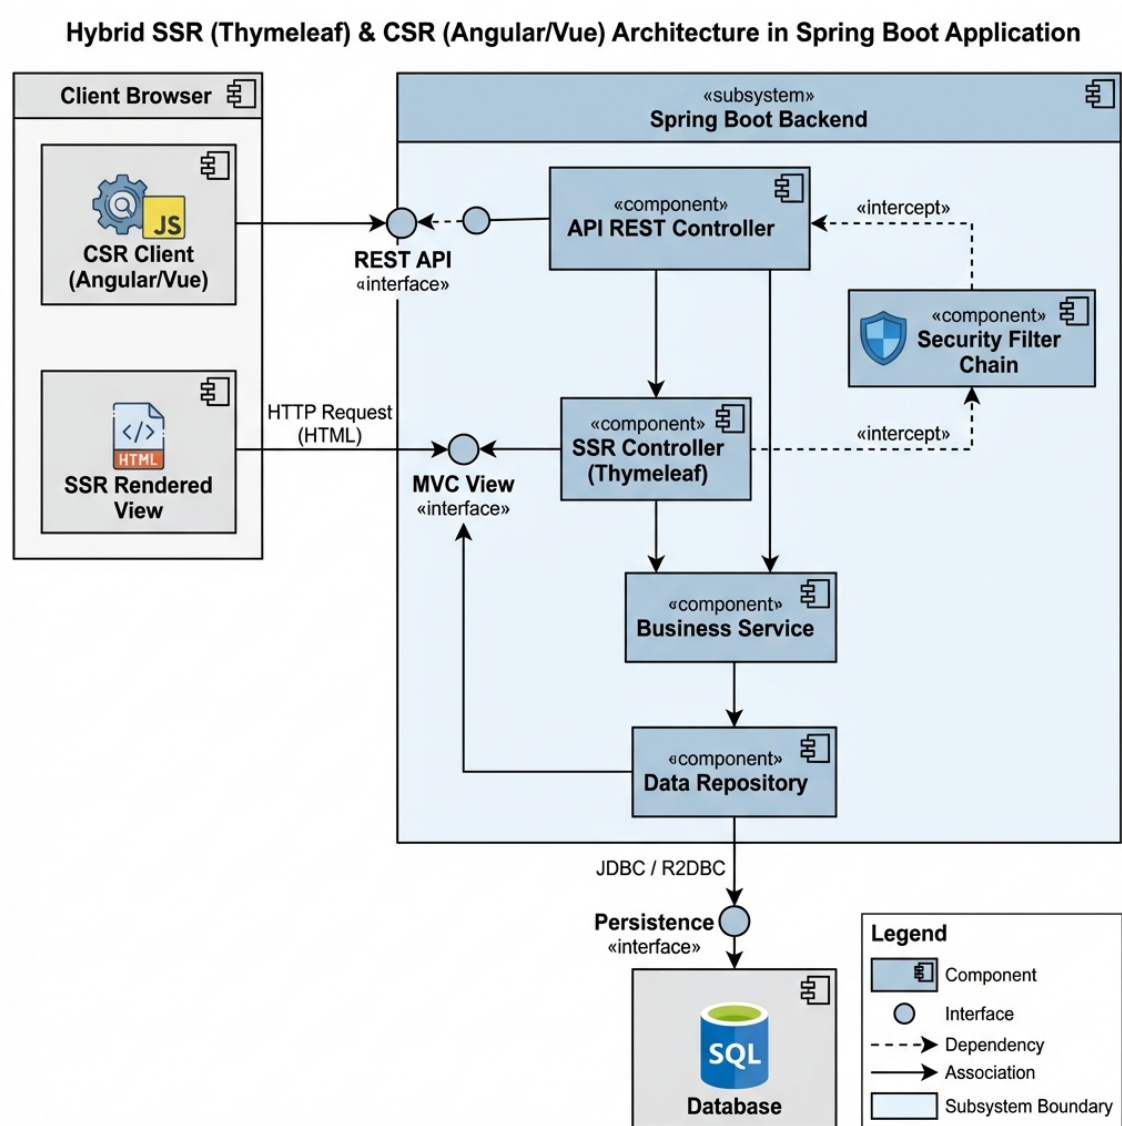 Hybrid SSR (Thymeleaf) & CSR (Angular/Vue) Architecture in Spring Boot Application
Client Browser
JS
CSR Client
(Angular/Vue)
HTML
SSR Rendered
View
HTTP Request
(HTML)
«subsystem»
Spring Boot Backend
REST API
«interface»
«component»
API REST Controller
«intercept»
«component»
Security Filter
Chain
«intercept»
MVC View
«interface»
«component»
SSR Controller
(Thymeleaf)
«component»
Business Service
«component»
Data Repository
JDBC / R2DBC
Persistence
«interface»
SQL
Database
Legend
Component
Interface
Dependency
Association
Subsystem Boundary